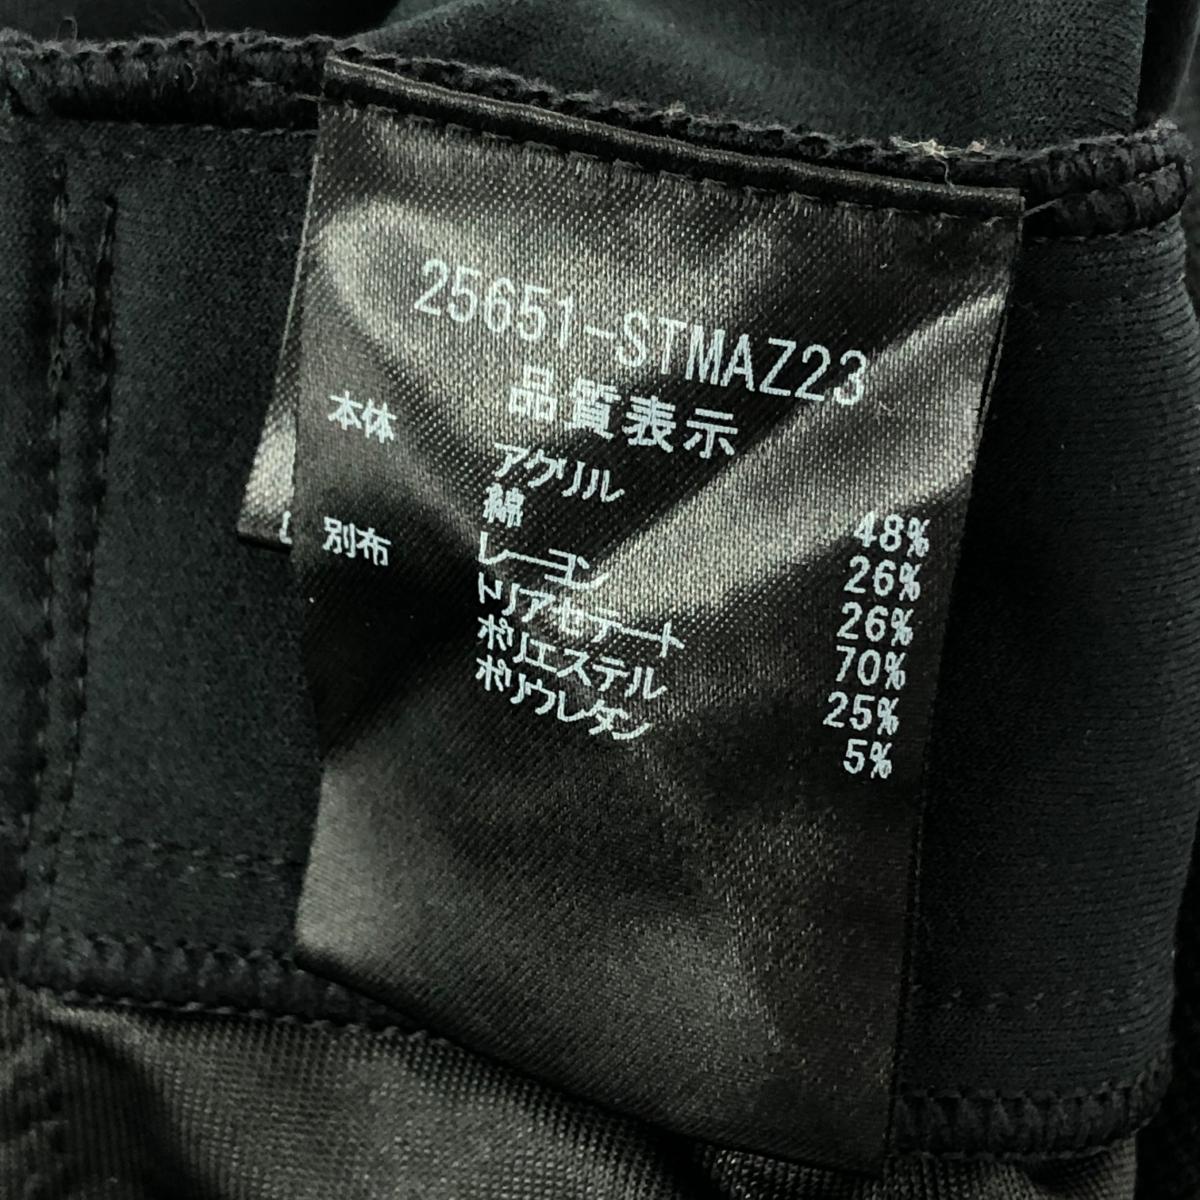 25651-STMAZ23
品質表示
本体 アクリル 48%
綿 26%
レーヨン 26%
別布 トリアセテート 70%
ポリエステル 25%
ポリウレタン 5%